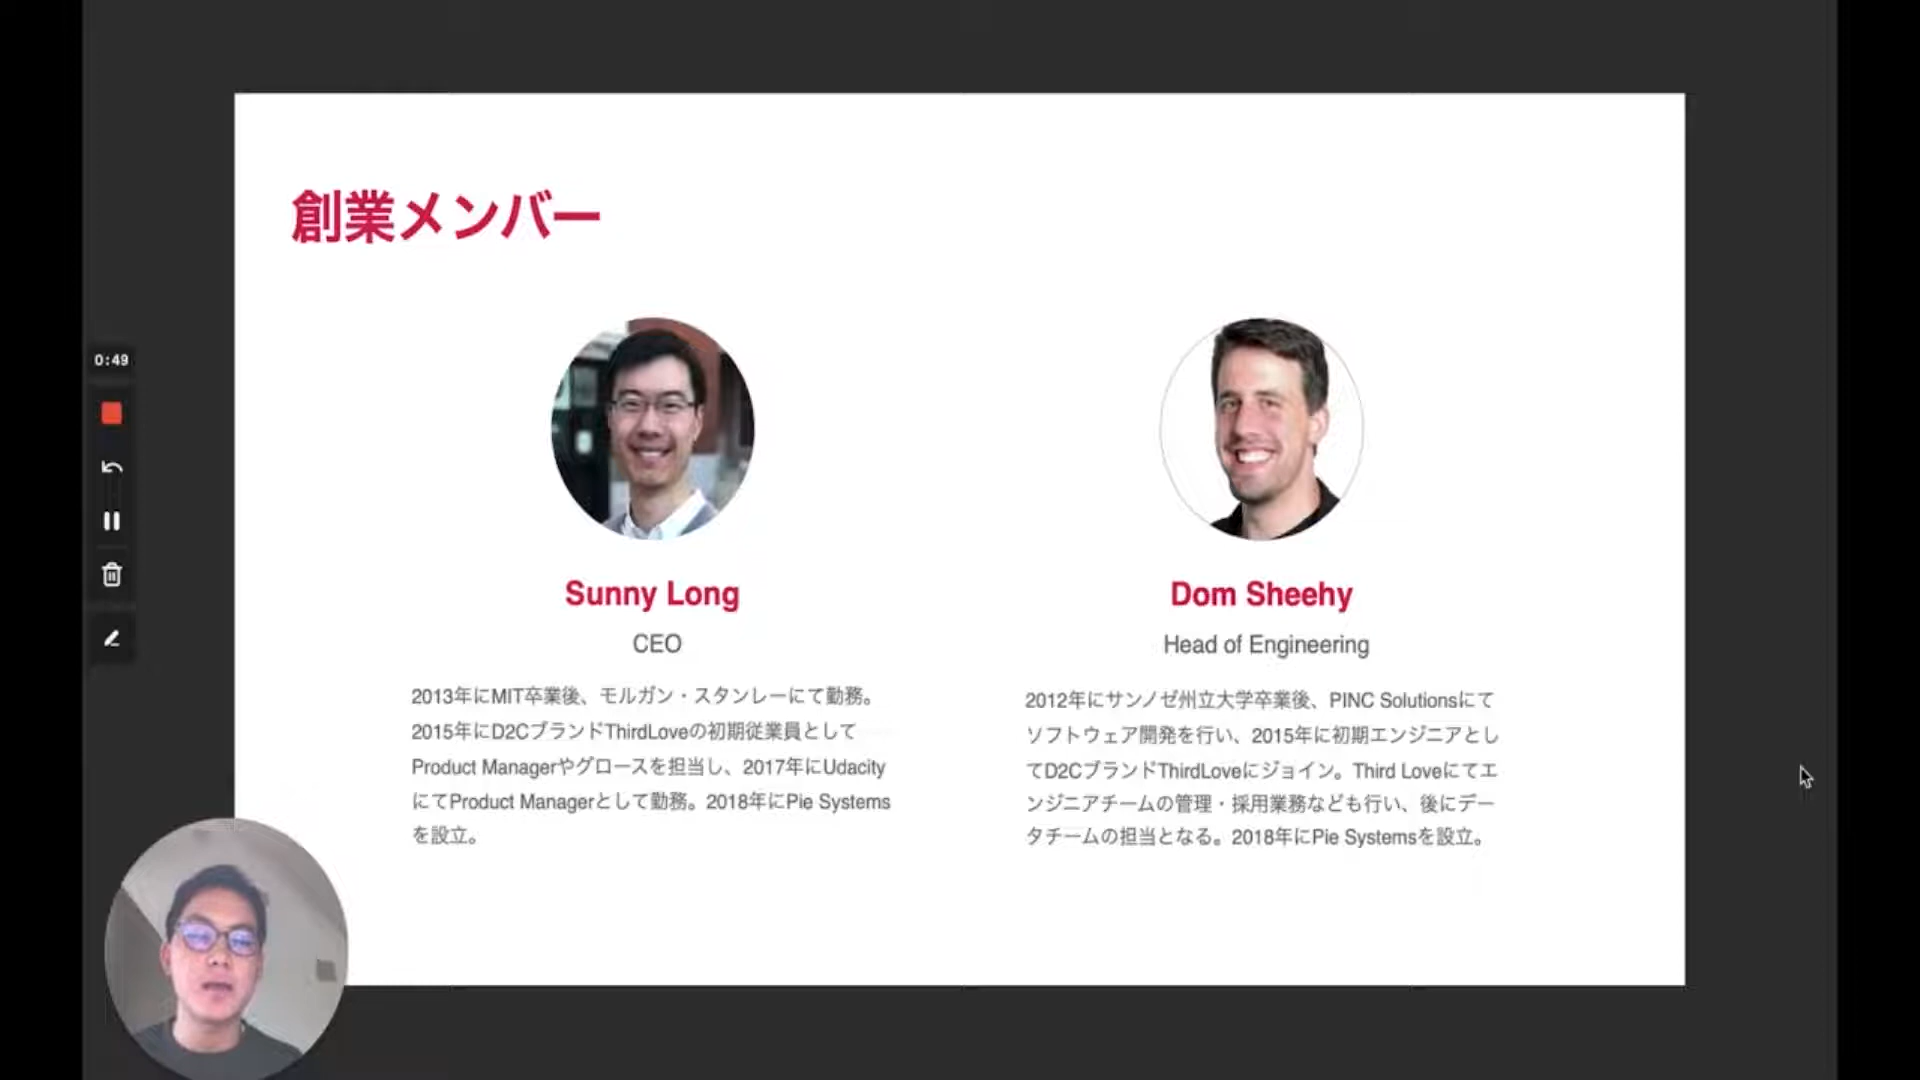 創業メンバー
0:49
Sunny Long
CEO
2013年にMIT卒業後、モルガン・スタンレーにて勤務。
2015年にD2CブランドThirdLoveの初期従業員として
Product Managerやグロースを担当し、2017年にUdacity
にてProduct Managerとして勤務。2018年にPie Systems
を設立。
Dom Sheehy
Head of Engineering
2012年にサンノゼ州立大学卒業後、PINC Solutionsにて
ソフトウェア開発を行い、2015年に初期エンジニアとし
てD2CブランドThirdLoveにジョイン。Third Loveにてエ
ンジニアチームの管理・採用業務なども行い、後にデー
タチームの担当となる。2018年にPie Systemsを設立。